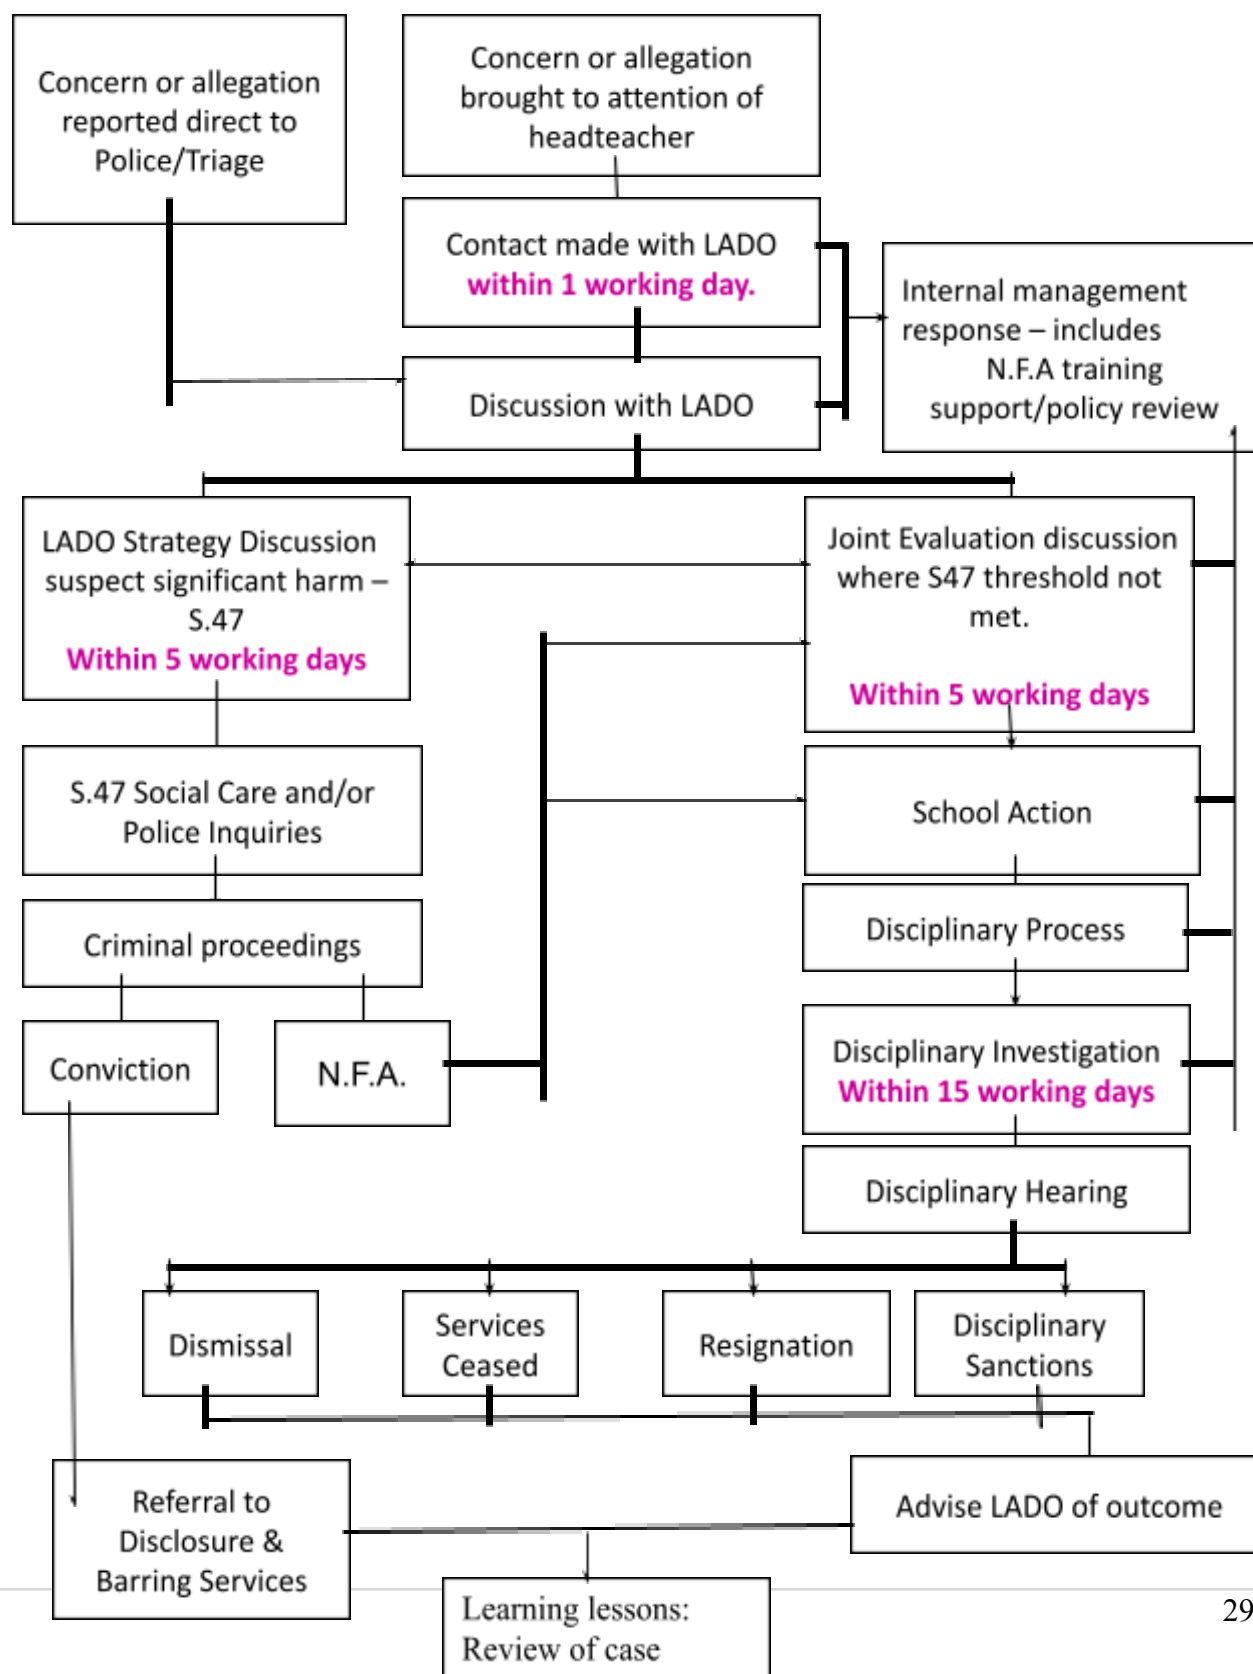 Concern or allegation
reported direct to
Police/Triage
Concern or allegation
brought to attention of
headteacher
Contact made with LADO
within 1 working day.
Internal management
response – includes
N.F.A training
support/policy review
Discussion with LADO
LADO Strategy Discussion
suspect significant harm –
S.47
Within 5 working days
Joint Evaluation discussion
where S47 threshold not
met.
Within 5 working days
S.47 Social Care and/or
Police Inquiries
School Action
Criminal proceedings
Disciplinary Process
Conviction
N.F.A.
Disciplinary Investigation
Within 15 working days
Disciplinary Hearing
Dismissal
Services
Ceased
Resignation
Disciplinary
Sanctions
Referral to
Disclosure &
Barring Services
Advise LADO of outcome
Learning lessons:
Review of case
29